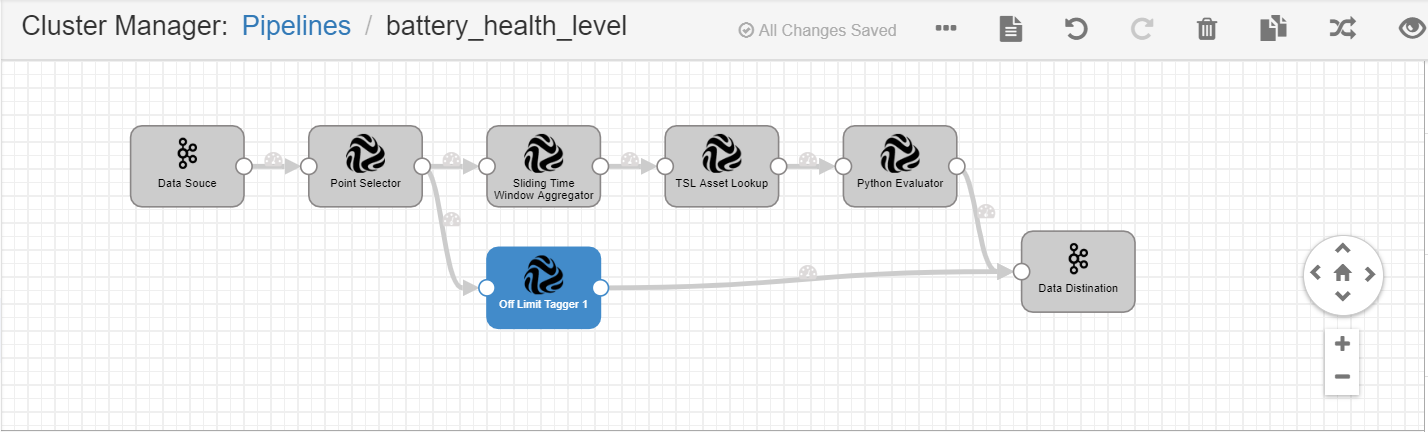 Cluster Manager: Pipelines / battery_health_level
All Changes Saved
Data Souce
Point Selector
Sliding Time
Window Aggregator
TSL Asset Lookup
Python Evaluator
Off Limit Tagger 1
Data Distination